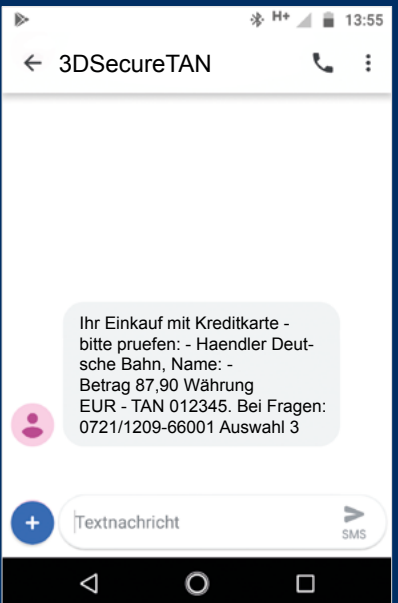 H+ 13:55
3DSecureTAN
Ihr Einkauf mit Kreditkarte -
bitte pruefen: - Haendler Deut-
sche Bahn, Name: -
Betrag 87,90 Währung
EUR - TAN 012345. Bei Fragen:
0721/1209-66001 Auswahl 3
Textnachricht
SMS